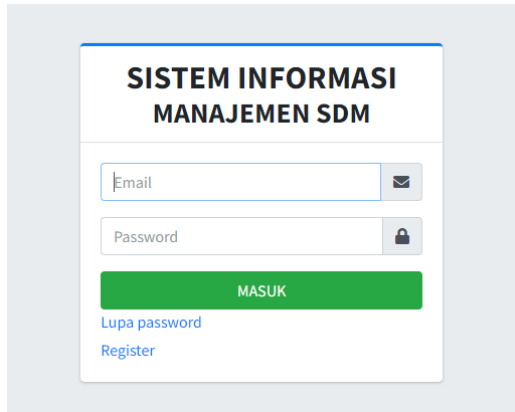 SISTEM INFORMASI
MANAJEMEN SDM
Email
Password
MASUK
Lupa password
Register